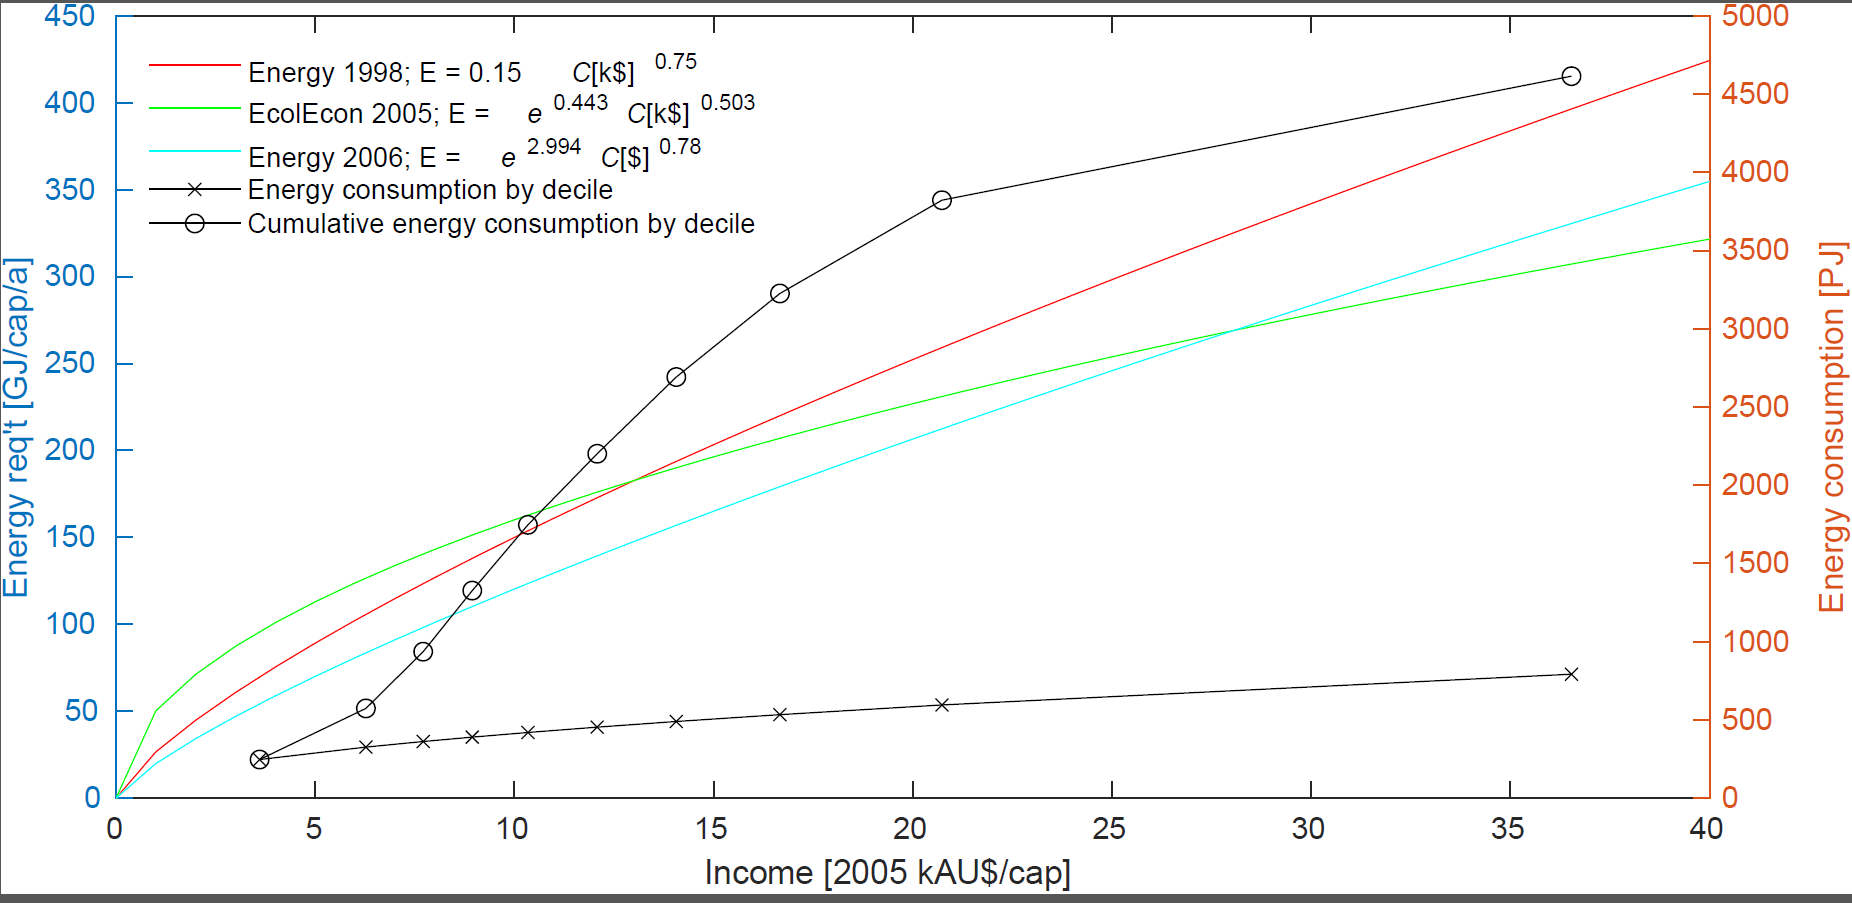 Energy 1998; E = 0.15 C[k$] 0.75
EcolEcon 2005; E = e 0.443 C[k$] 0.503
Energy 2006; E = e 2.994 C[$] 0.78
Energy consumption by decile
Cumulative energy consumption by decile
450
400
350
300
250
200
150
100
50
0
Energy req't [GJ/cap/a]
5000
4500
4000
3500
3000
2500
2000
1500
1000
500
0
Energy consumption [PJ]
0 5 10 15 20 25 30 35 40
Income [2005 kAU$/cap]